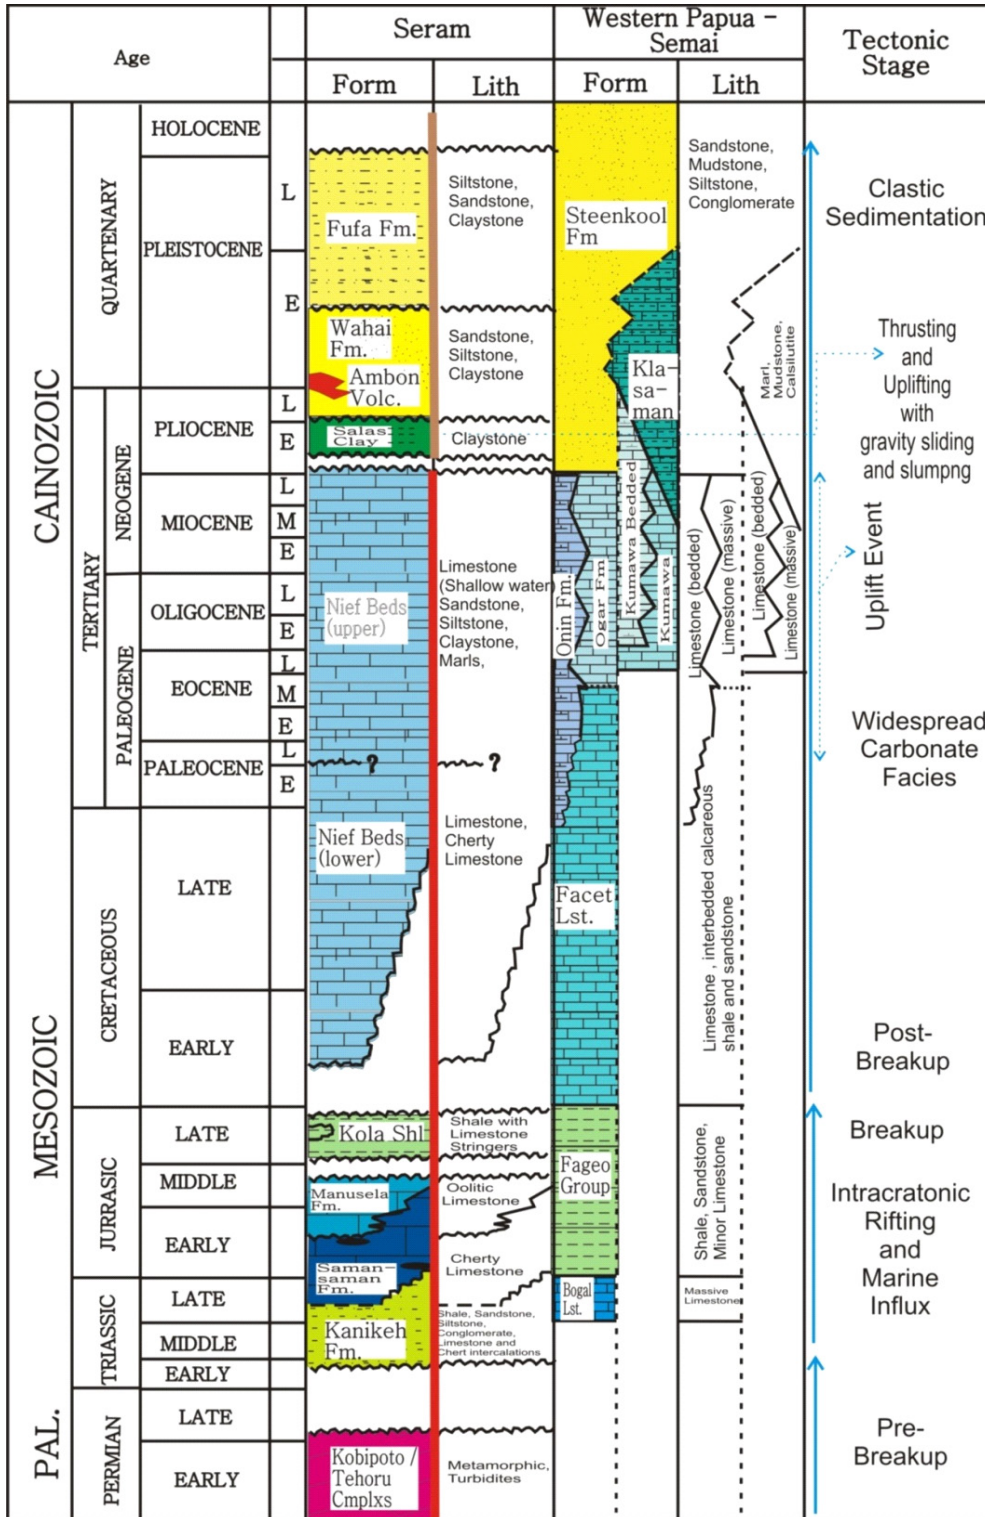 Age
Seram
Western Papua -
Semai
Tectonic
Stage
Form
Lith
Form
Lith
CAINOZOIC
MESOZOIC
PAL.
QUARTENARY
TERTIARY
NEOGENE
PALEOGENE
CRETACEOUS
JURRASIC
TRIASSIC
PERMIAN
HOLOCENE
PLEISTOCENE
PLIOCENE
MIOCENE
OLIGOCENE
EOCENE
PALEOCENE
LATE
EARLY
LATE
MIDDLE
EARLY
LATE
MIDDLE
EARLY
LATE
EARLY
L
E
L
E
L
M
E
L
E
L
M
E
L
E
Fufa Fm.
Wahai
Fm.
Ambon
Volc.
Salas
Clay
Nief Beds
(upper)
?
Nief Beds
(lower)
Kola Shl
Manusela
Fm.
Saman-
saman
Fm.
Kanikeh
Fm.
Kobipoto /
Tehoru
Cmplxs
Siltstone,
Sandstone,
Claystone
Sandstone,
Siltstone,
Claystone
Claystone
Limestone
(Shallow water)
Sandstone,
Siltstone,
Claystone,
Marls,
?
Limestone,
Cherty
Limestone
Shale with
Limestone
Stringers
Oolitic
Limestone
Cherty
Limestone
Shale, Sandstone,
Siltstone,
Conglomerate,
Limestone and
Chert intercalations
Metamorphic,
Turbidites
Steenkool
Fm
Kla-
sa-
man
Onin Fm.
Ogar Fm
Kumawa Bedded
Kumawa
Facet
Lst.
Fageo
Group
Bogal
Lst.
Sandstone,
Mudstone,
Siltstone,
Conglomerate
Marl,
Mudstone,
Calsilutite
Limestone (bedded)
Limestone (massive)
Limestone (bedded)
Limestone (massive)
Limestone , interbedded calcareous
shale and sandstone
Shale, Sandstone,
Minor Limestone
Massive
Limestone
Clastic
Sedimentation
Thrusting
and
Uplifting
with
gravity sliding
and slumpng
Uplift Event
Widespread
Carbonate
Facies
Post-
Breakup
Breakup
Intracratonic
Rifting
and
Marine
Influx
Pre-
Breakup